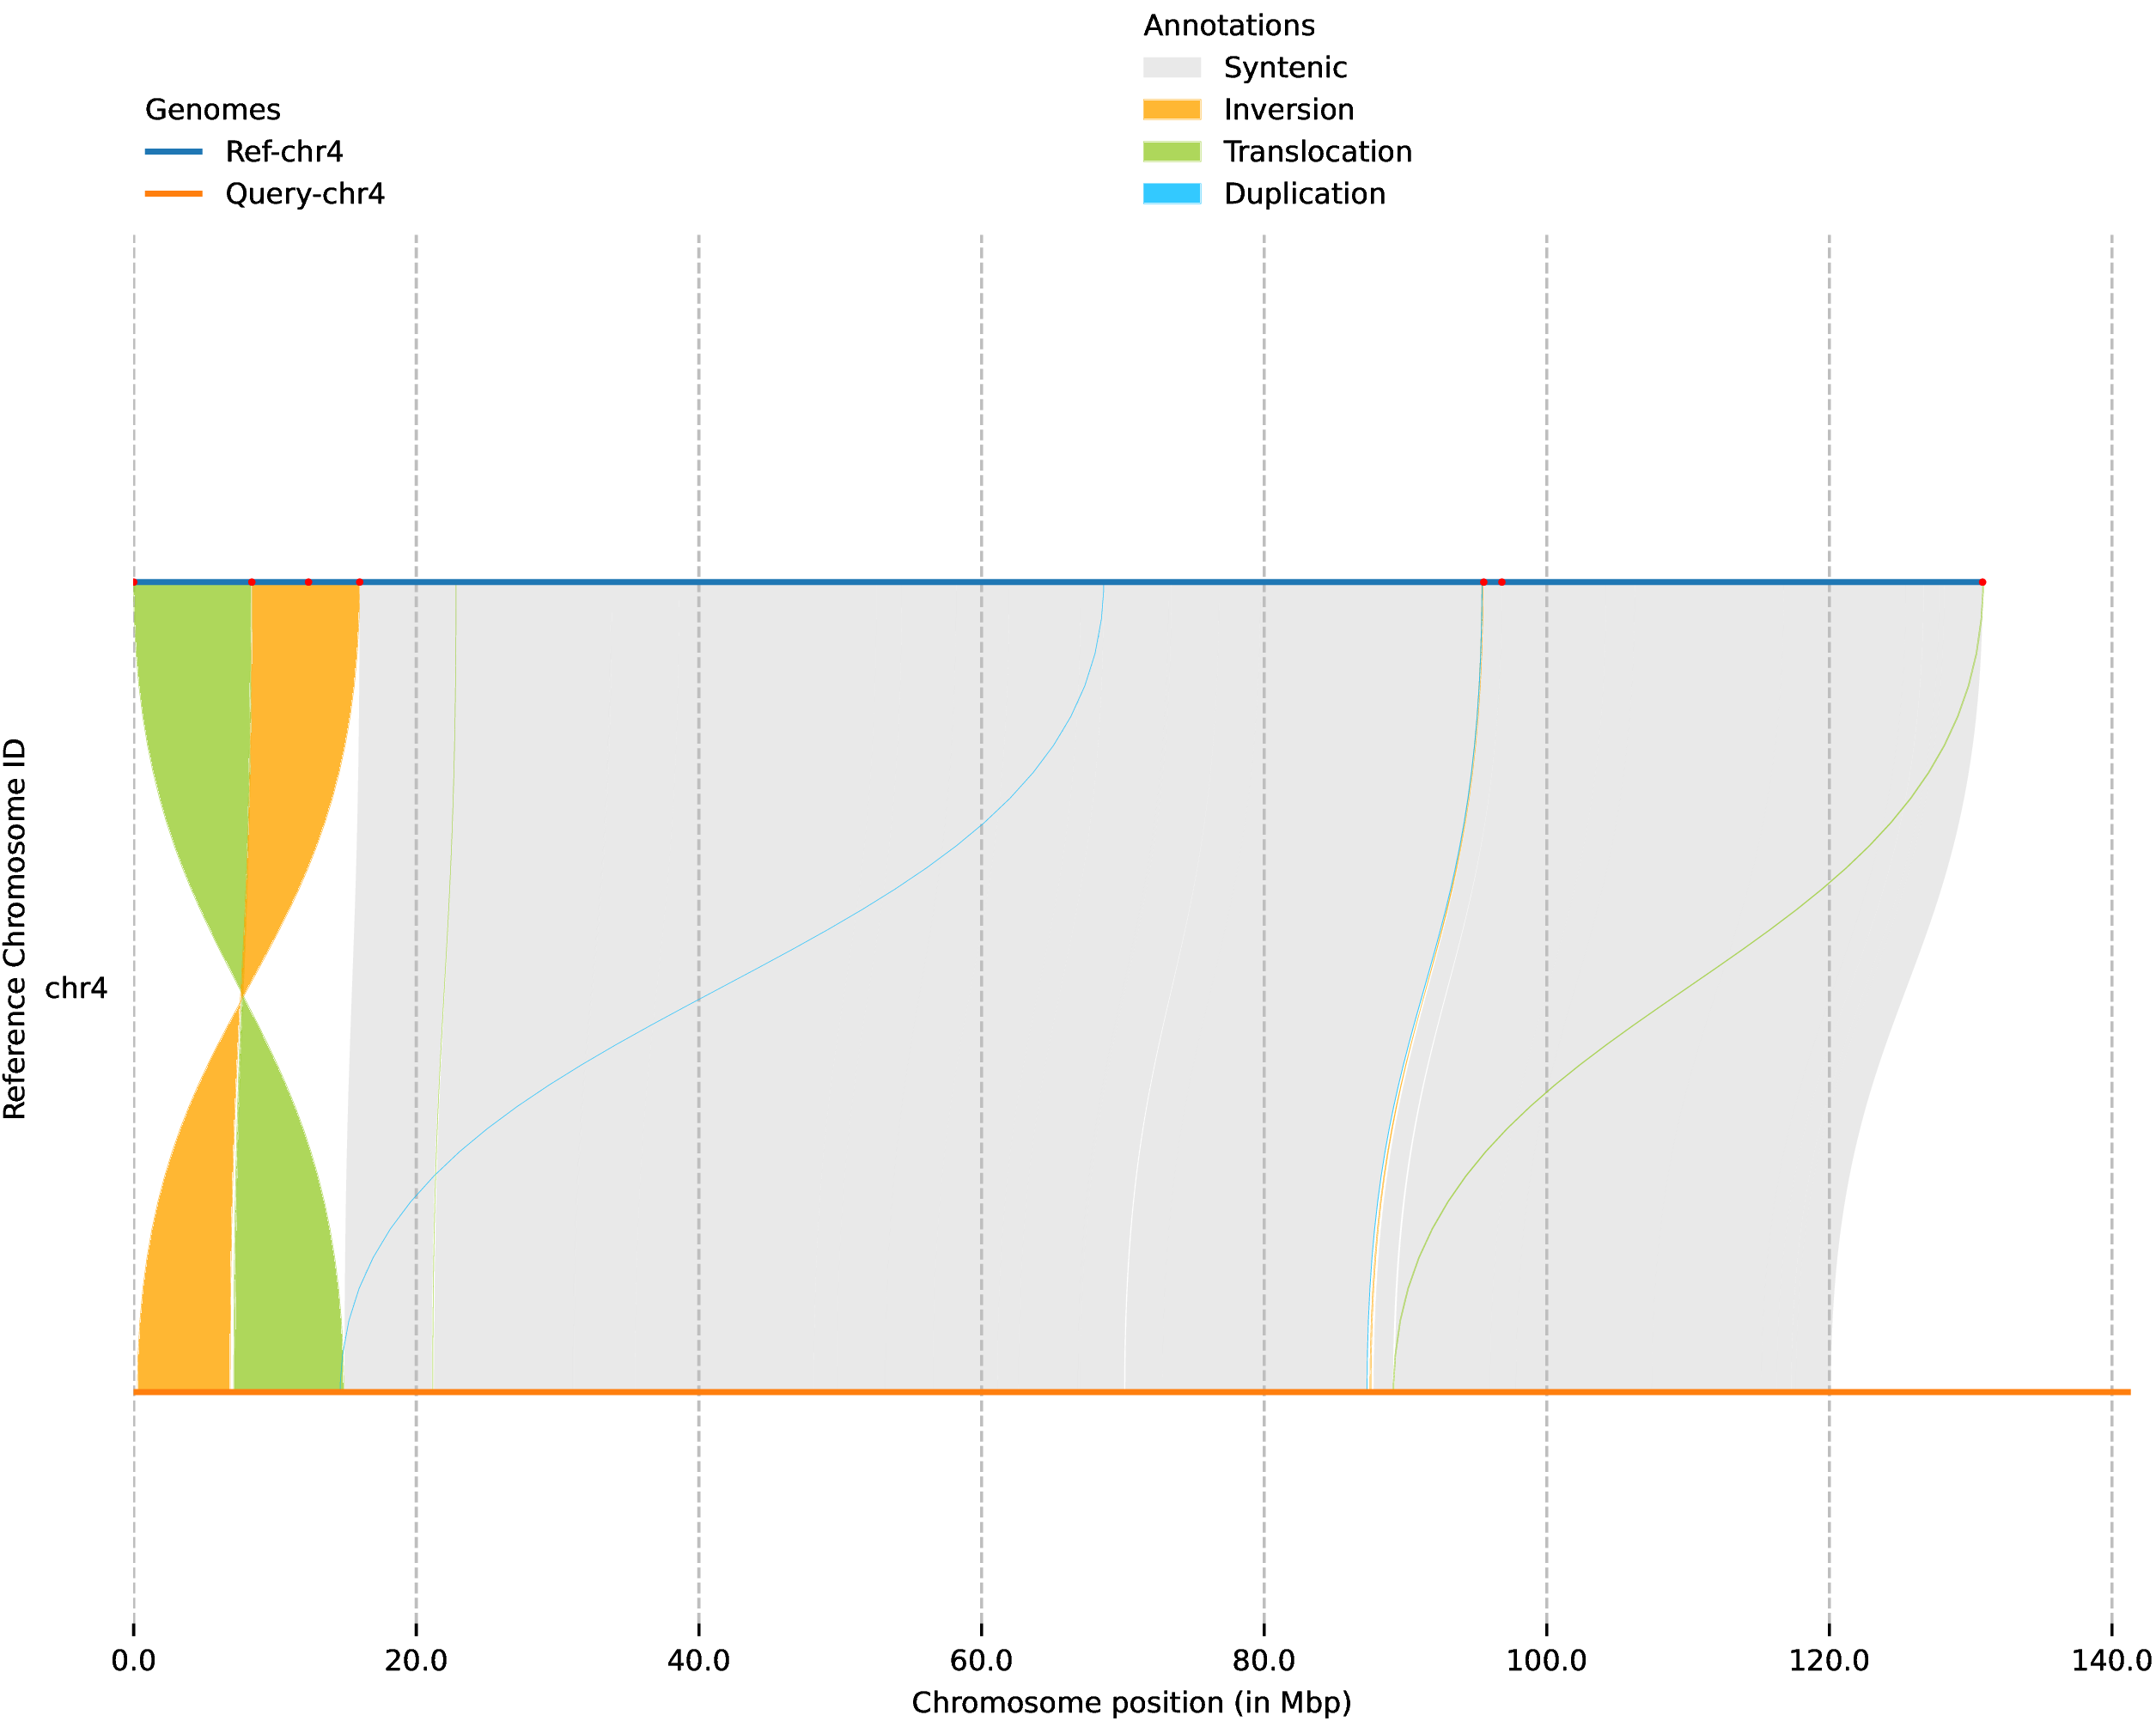 Genomes
Ref-chr4
Query-chr4
Annotations
Syntenic
Inversion
Translocation
Duplication
Reference Chromosome ID
chr4
0.0 20.0 40.0 60.0 80.0 100.0 120.0 140.0
Chromosome position (in Mbp)